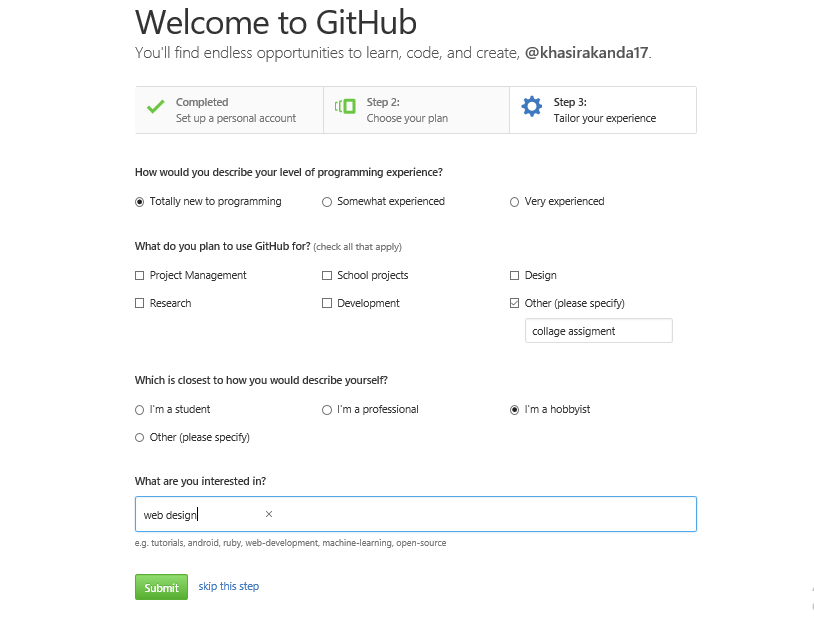 Welcome to GitHub
You'll find endless opportunities to learn, code, and create, @khasirakanda17.
Completed
Set up a personal account
Step 2:
Choose your plan
Step 3:
Tailor your experience
How would you describe your level of programming experience?
Totally new to programming Somewhat experienced Very experienced
What do you plan to use GitHub for? (check all that apply)
Project Management School projects Design
Research Development Other (please specify)
collage assigment
Which is closest to how you would describe yourself?
I'm a student I'm a professional I'm a hobbyist
Other (please specify)
What are you interested in?
web design ×
e.g. tutorials, android, ruby, web-development, machine-learning, open-source
Submit skip this step